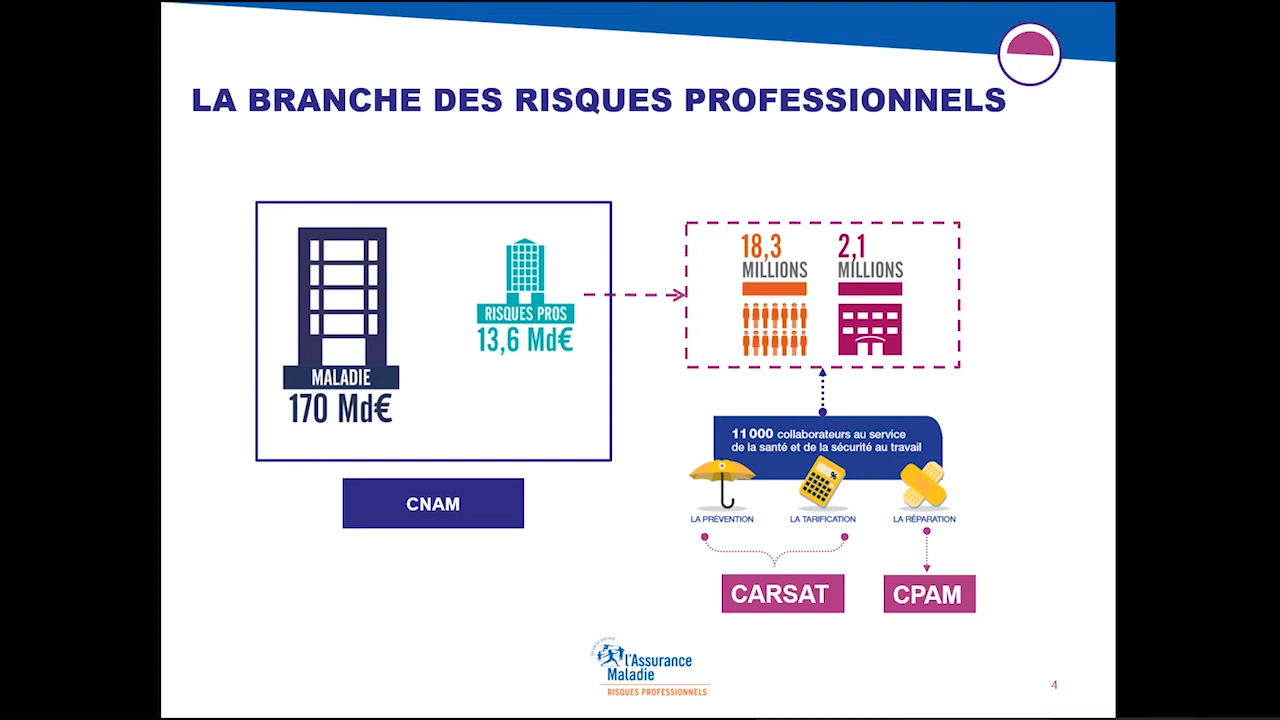 LA BRANCHE DES RISQUES PROFESSIONNELS
MALADIE
170 Md€
RISQUES PROS
13,6 Md€
CNAM
18,3
MILLIONS
2,1
MILLIONS
11 000 collaborateurs au service
de la santé et de la sécurité au travail
%
LA PRÉVENTION
LA TARIFICATION
LA RÉPARATION
CARSAT
CPAM
l'Assurance
Maladie
RISQUES PROFESSIONNELS
4